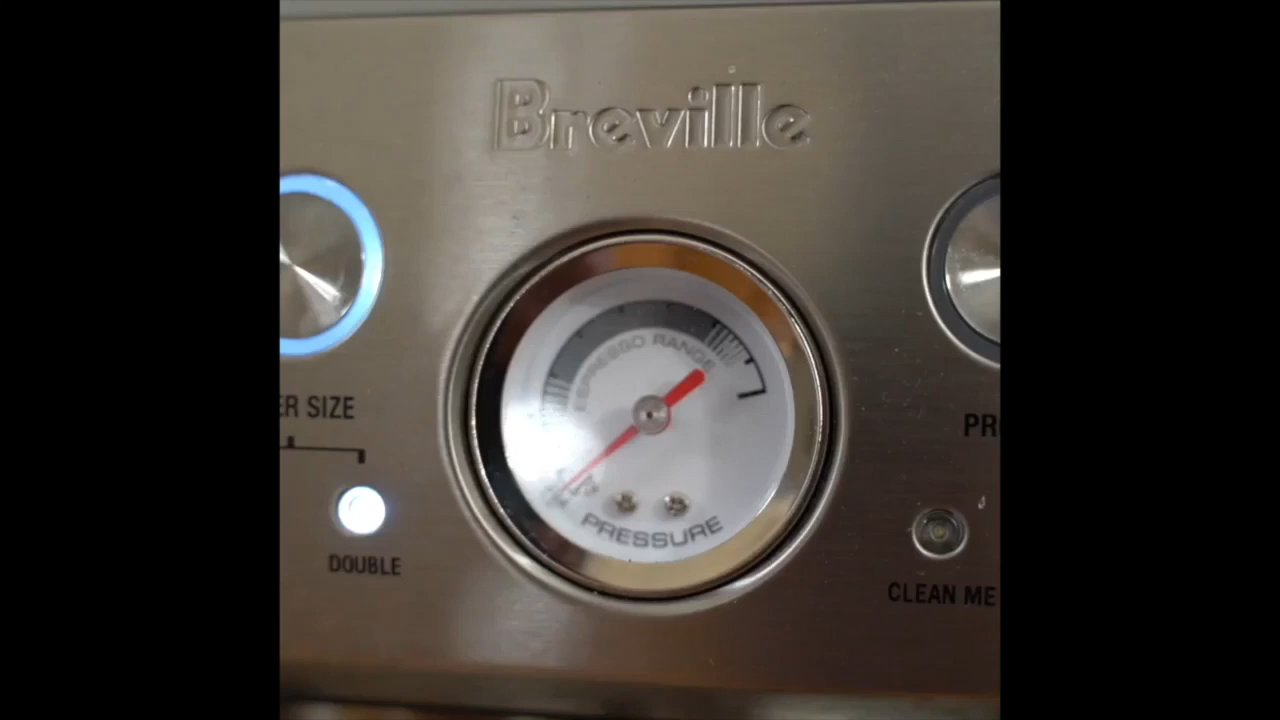 Breville
ESPRESSO RANGE
ER SIZE
PR
PRESSURE
DOUBLE
CLEAN ME